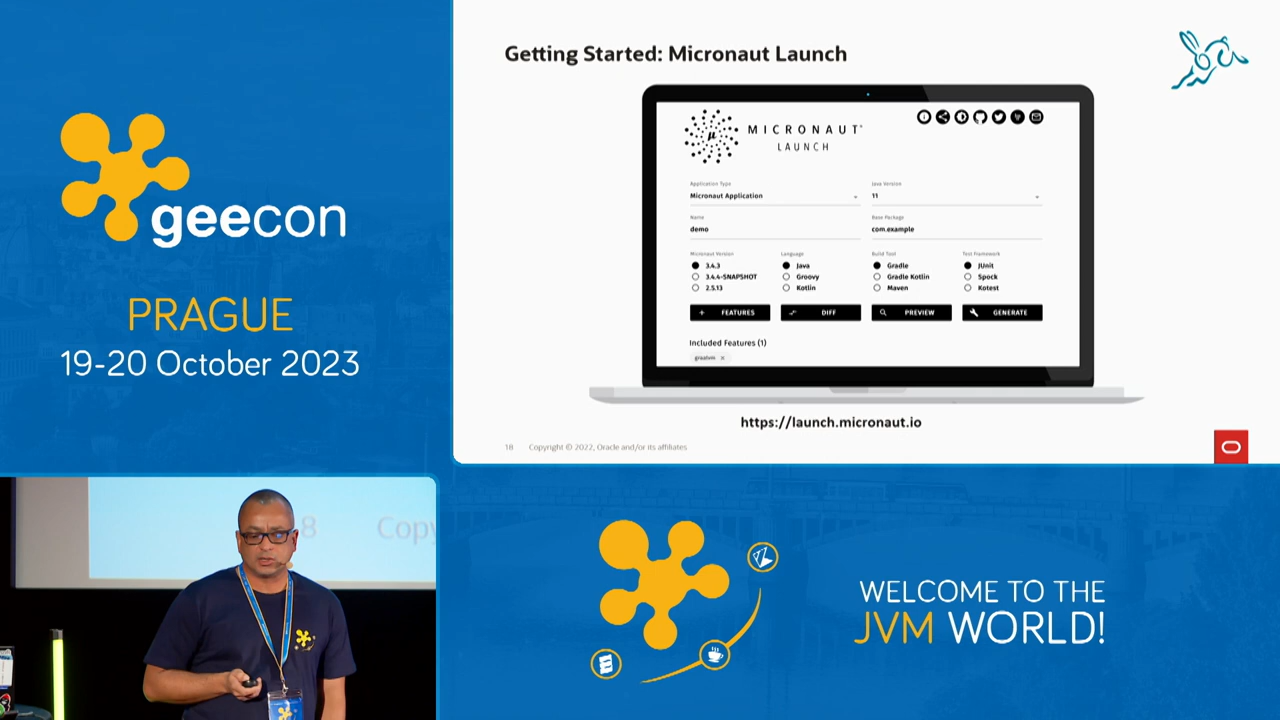 geecon
PRAGUE
19-20 October 2023
Getting Started: Micronaut Launch
MICRONAUT
LAUNCH
Application Type
Micronaut Application
Java Version
11
Name
demo
Base Package
com.example
Micronaut Version
3.4.3
3.4.4-SNAPSHOT
2.5.13
Language
Java
Groovy
Kotlin
Build Tool
Gradle
Gradle Kotlin
Maven
Test Framework
JUnit
Spock
Kotest
+ FEATURES
DIFF
PREVIEW
GENERATE
Included Features (1)
graalvm x
https://launch.micronaut.io
18 Copyright © 2022, Oracle and/or its affiliates
8 Copy
WELCOME TO THE
JVM WORLD!